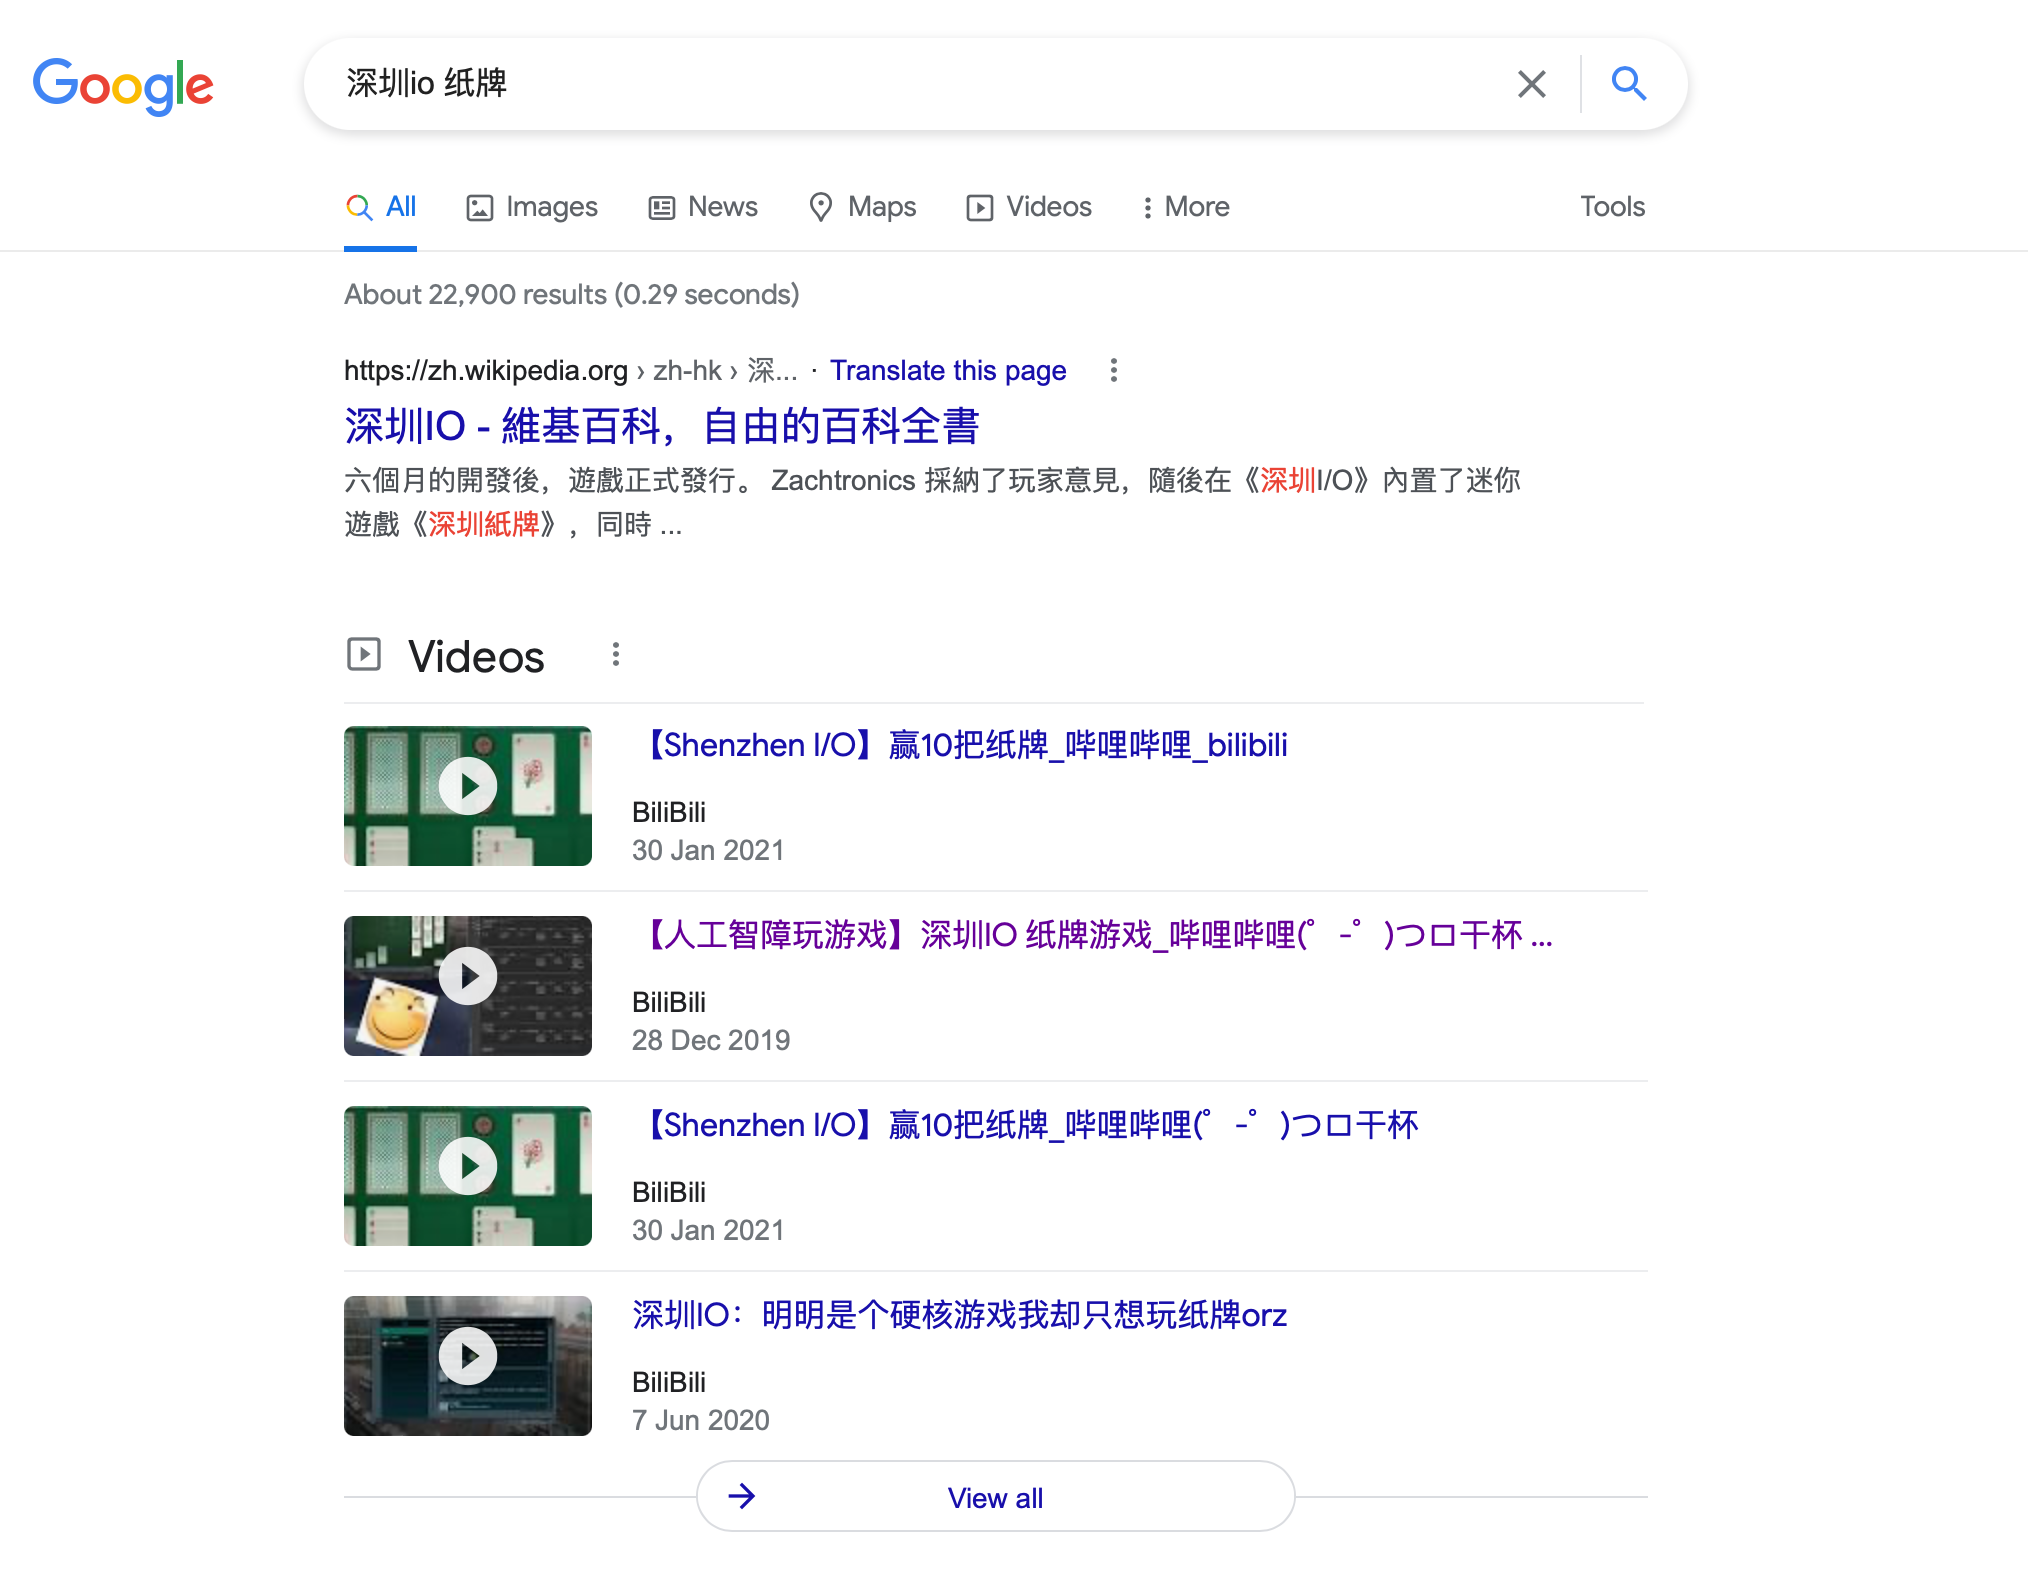 Google
深圳io 纸牌
All
Images
News
Maps
Videos
More
Tools
About 22,900 results (0.29 seconds)
https://zh.wikipedia.org › zh-hk › 深... · Translate this page
深圳IO - 維基百科，自由的百科全書
六個月的開發後，遊戲正式發行。 Zachtronics 採納了玩家意見，隨後在《深圳I/O》內置了迷你
遊戲《深圳紙牌》，同時 ...
Videos
【Shenzhen I/O】赢10把纸牌_哔哩哔哩_bilibili
BiliBili
30 Jan 2021
【人工智障玩游戏】深圳IO 纸牌游戏_哔哩哔哩(゜-゜)つロ干杯 ...
BiliBili
28 Dec 2019
【Shenzhen I/O】赢10把纸牌_哔哩哔哩(゜-゜)つロ干杯
BiliBili
30 Jan 2021
深圳IO：明明是个硬核游戏我却只想玩纸牌orz
BiliBili
7 Jun 2020
View all